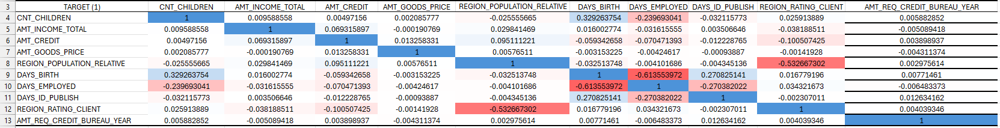 3 TARGET (1) CNT_CHILDREN AMT_INCOME_TOTAL AMT_CREDIT AMT_GOODS_PRICE REGION_POPULATION_RELATIVE DAYS_BIRTH DAYS_EMPLOYED DAYS_ID_PUBLISH REGION_RATING_CLIENT AMT_REQ_CREDIT_BUREAU_YEAR
4 CNT_CHILDREN 1 0.009588558 0.00497156 0.002085777 -0.025555665 0.329263754 -0.239693041 -0.032115773 0.025913889 0.005882852
5 AMT_INCOME_TOTAL 0.009588558 1 0.069315897 -0.000190769 0.029841469 0.016002774 -0.031615555 0.003506646 -0.038188511 -0.005089418
6 AMT_CREDIT 0.00497156 0.069315897 1 0.013258331 0.095111221 -0.059342658 -0.070471393 -0.012228765 -0.100507425 0.003898937
7 AMT_GOODS_PRICE 0.002085777 -0.000190769 0.013258331 1 0.00576511 -0.003153225 -0.00424617 -0.00093887 -0.00141928 -0.004311374
8 REGION_POPULATION_RELATIVE -0.025555665 0.029841469 0.095111221 0.00576511 1 -0.032513748 -0.004101686 -0.004345136 -0.532667302 0.002975614
9 DAYS_BIRTH 0.329263754 0.016002774 -0.059342658 -0.003153225 -0.032513748 1 -0.613553972 0.270825141 0.016779196 0.00771461
10 DAYS_EMPLOYED -0.239693041 -0.031615555 -0.070471393 -0.00424617 -0.004101686 -0.613553972 1 -0.270382022 0.034321673 -0.006483373
11 DAYS_ID_PUBLISH -0.032115773 0.003506646 -0.012228765 -0.00093887 -0.004345136 0.270825141 -0.270382022 1 -0.002307011 0.012634162
12 REGION_RATING_CLIENT 0.025913889 -0.038188511 -0.100507425 -0.00141928 -0.532667302 0.016779196 0.034321673 -0.002307011 1 0.004039346
13 AMT_REQ_CREDIT_BUREAU_YEAR 0.005882852 -0.005089418 0.003898937 -0.004311374 0.002975614 0.00771461 -0.006483373 0.012634162 0.004039346 1